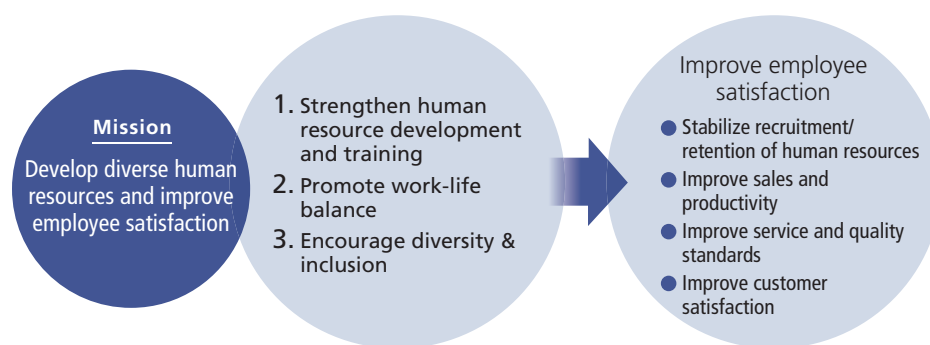 Mission
Develop diverse human
resources and improve
employee satisfaction
1. Strengthen human
resource development
and training
2. Promote work-life
balance
3. Encourage diversity &
inclusion
Improve employee
satisfaction
● Stabilize recruitment/
retention of human resources
● Improve sales and
productivity
● Improve service and quality
standards
● Improve customer
satisfaction